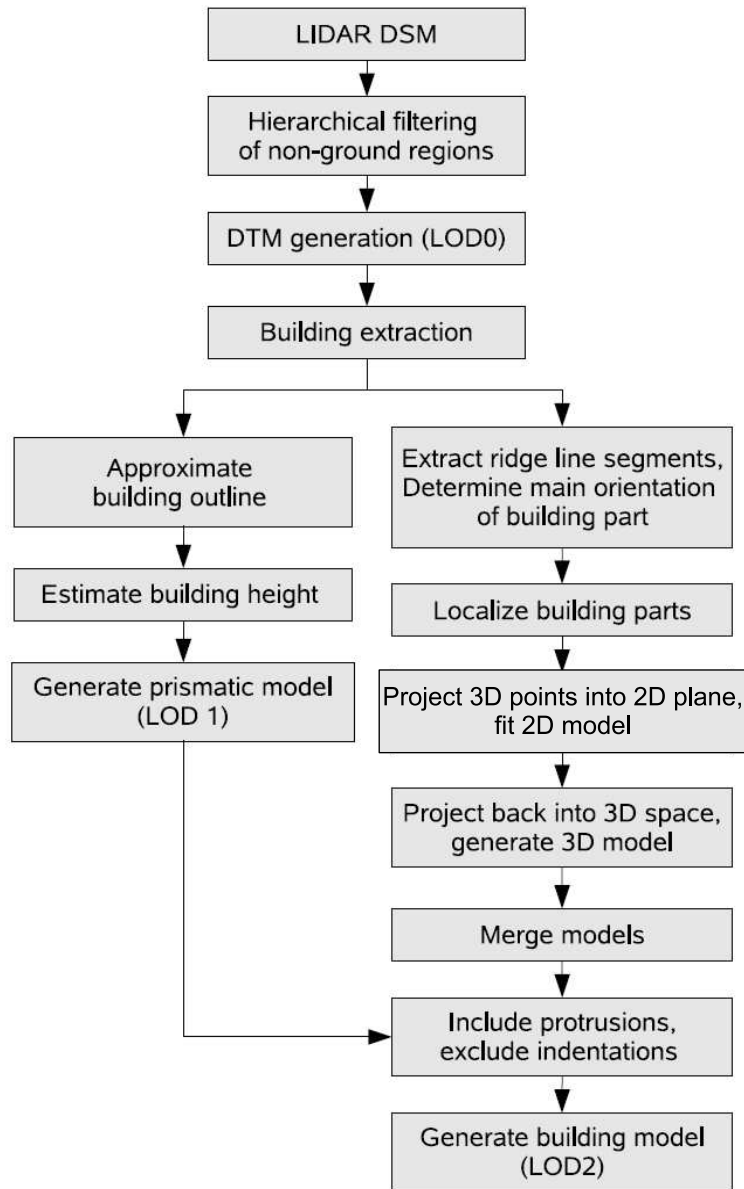 LIDAR DSM
Hierarchical filtering
of non-ground regions
DTM generation (LOD0)
Building extraction
Approximate
building outline
Estimate building height
Generate prismatic model
(LOD 1)
Extract ridge line segments,
Determine main orientation
of building part
Localize building parts
Project 3D points into 2D plane,
fit 2D model
Project back into 3D space,
generate 3D model
Merge models
Include protrusions,
exclude indentations
Generate building model
(LOD2)